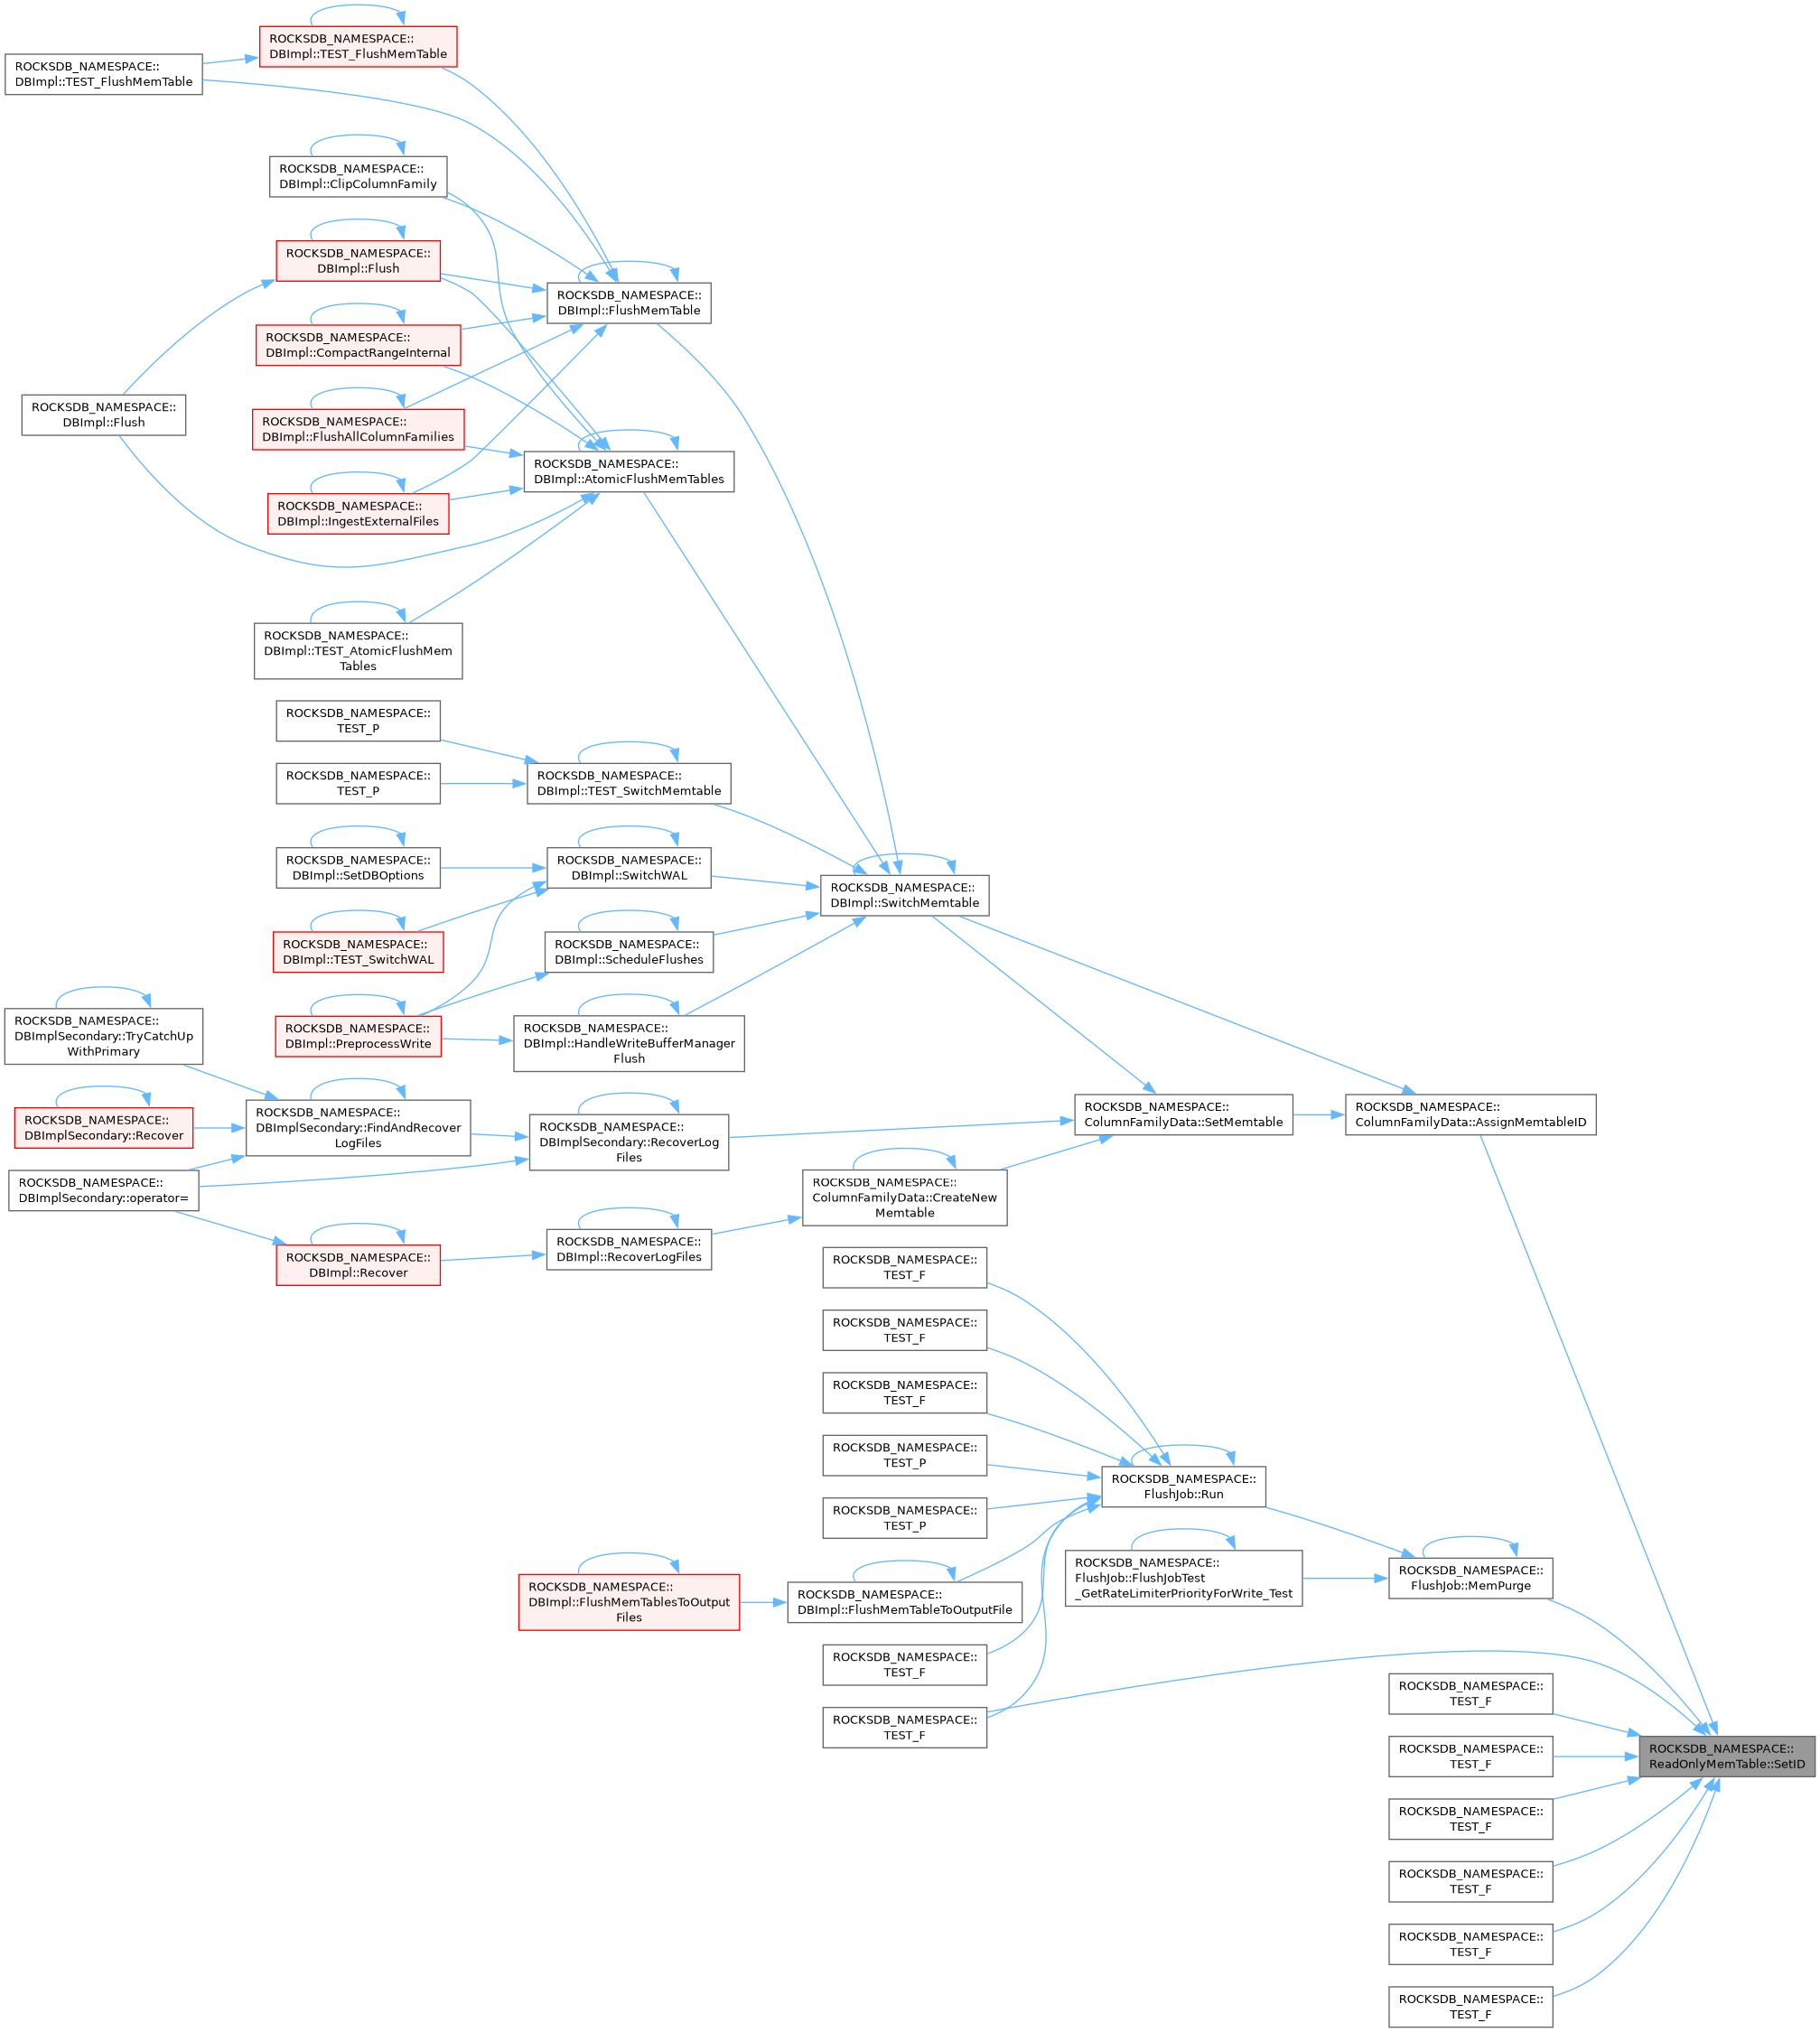 ROCKSDB_NAMESPACE::
DBImpl::TEST_FlushMemTable
ROCKSDB_NAMESPACE::
DBImpl::TEST_FlushMemTable
ROCKSDB_NAMESPACE::
DBImpl::ClipColumnFamily
ROCKSDB_NAMESPACE::
DBImpl::Flush
ROCKSDB_NAMESPACE::
DBImpl::FlushMemTable
ROCKSDB_NAMESPACE::
DBImpl::CompactRangeInternal
ROCKSDB_NAMESPACE::
DBImpl::Flush
ROCKSDB_NAMESPACE::
DBImpl::FlushAllColumnFamilies
ROCKSDB_NAMESPACE::
DBImpl::AtomicFlushMemTables
ROCKSDB_NAMESPACE::
DBImpl::IngestExternalFiles
ROCKSDB_NAMESPACE::
DBImpl::TEST_AtomicFlushMem
Tables
ROCKSDB_NAMESPACE::
TEST_P
ROCKSDB_NAMESPACE::
TEST_P
ROCKSDB_NAMESPACE::
DBImpl::TEST_SwitchMemtable
ROCKSDB_NAMESPACE::
DBImpl::SetDBOptions
ROCKSDB_NAMESPACE::
DBImpl::SwitchWAL
ROCKSDB_NAMESPACE::
DBImpl::SwitchMemtable
ROCKSDB_NAMESPACE::
DBImpl::TEST_SwitchWAL
ROCKSDB_NAMESPACE::
DBImpl::ScheduleFlushes
ROCKSDB_NAMESPACE::
DBImplSecondary::TryCatchUp
WithPrimary
ROCKSDB_NAMESPACE::
DBImpl::PreprocessWrite
ROCKSDB_NAMESPACE::
DBImpl::HandleWriteBufferManager
Flush
ROCKSDB_NAMESPACE::
DBImplSecondary::Recover
ROCKSDB_NAMESPACE::
DBImplSecondary::FindAndRecover
LogFiles
ROCKSDB_NAMESPACE::
DBImplSecondary::RecoverLog
Files
ROCKSDB_NAMESPACE::
ColumnFamilyData::SetMemtable
ROCKSDB_NAMESPACE::
ColumnFamilyData::AssignMemtableID
ROCKSDB_NAMESPACE::
DBImplSecondary::operator=
ROCKSDB_NAMESPACE::
ColumnFamilyData::CreateNew
Memtable
ROCKSDB_NAMESPACE::
DBImpl::Recover
ROCKSDB_NAMESPACE::
DBImpl::RecoverLogFiles
ROCKSDB_NAMESPACE::
TEST_F
ROCKSDB_NAMESPACE::
TEST_F
ROCKSDB_NAMESPACE::
TEST_F
ROCKSDB_NAMESPACE::
TEST_P
ROCKSDB_NAMESPACE::
FlushJob::Run
ROCKSDB_NAMESPACE::
TEST_P
ROCKSDB_NAMESPACE::
FlushJob::FlushJobTest
_GetRateLimiterPriorityForWrite_Test
ROCKSDB_NAMESPACE::
FlushJob::MemPurge
ROCKSDB_NAMESPACE::
DBImpl::FlushMemTablesToOutput
Files
ROCKSDB_NAMESPACE::
DBImpl::FlushMemTableToOutputFile
ROCKSDB_NAMESPACE::
TEST_F
ROCKSDB_NAMESPACE::
TEST_F
ROCKSDB_NAMESPACE::
TEST_F
ROCKSDB_NAMESPACE::
TEST_F
ROCKSDB_NAMESPACE::
ReadOnlyMemTable::SetID
ROCKSDB_NAMESPACE::
TEST_F
ROCKSDB_NAMESPACE::
TEST_F
ROCKSDB_NAMESPACE::
TEST_F
ROCKSDB_NAMESPACE::
TEST_F